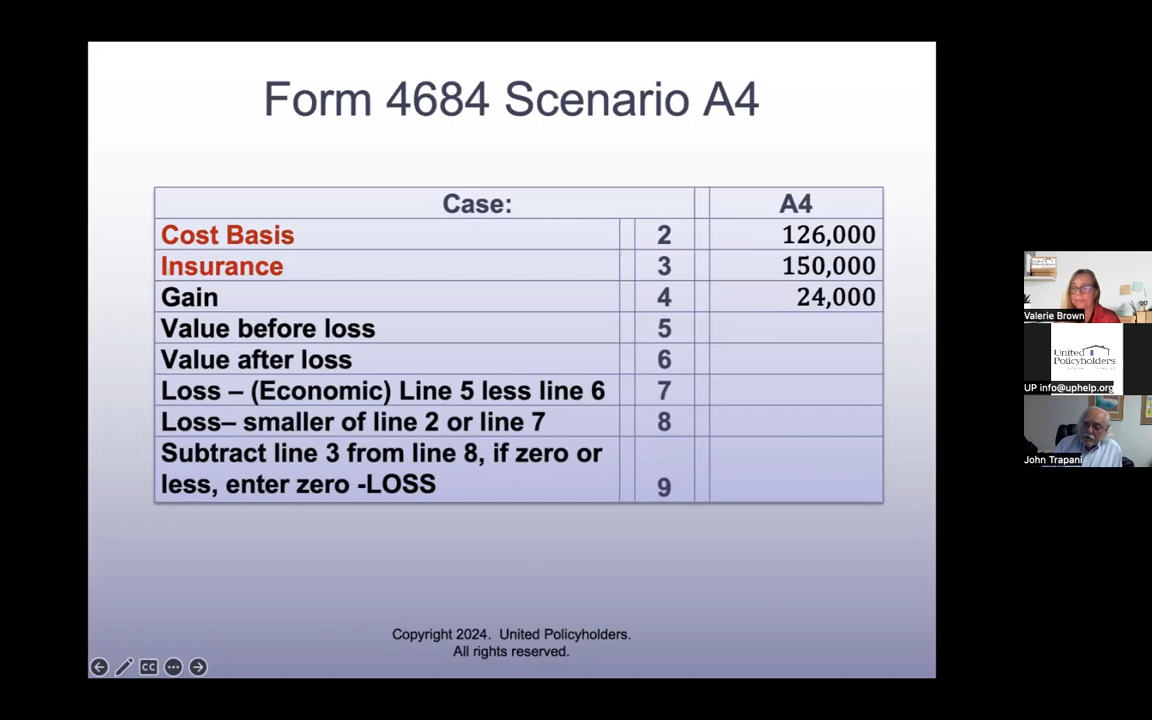 Form 4684 Scenario A4
Case: A4
Cost Basis 2 126,000
Insurance 3 150,000
Gain 4 24,000
Value before loss 5
Value after loss 6
Loss – (Economic) Line 5 less line 6 7
Loss– smaller of line 2 or line 7 8
Subtract line 3 from line 8, if zero or
less, enter zero -LOSS 9
Copyright 2024. United Policyholders.
All rights reserved.
CC
Valerie Brown
United
Policyholders.
UP info@uphelp.org
John Trapani